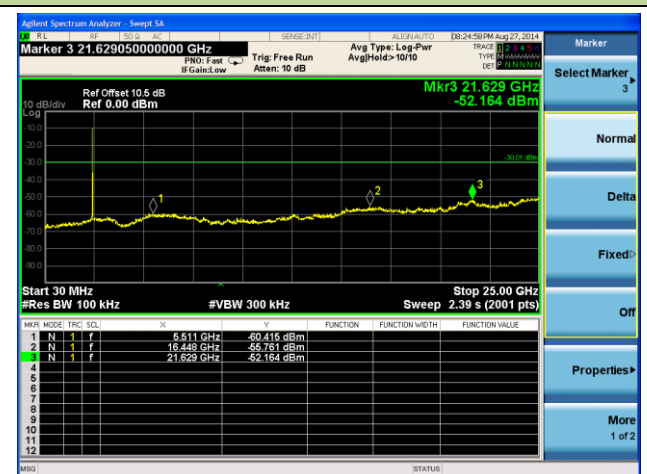 Agilent Spectrum Analyzer - Swept SA
RL RF 50 Ω AC SENSE:INT ALIGN AUTO 08:24:58 PM Aug 27, 2014
Marker 3 21.629050000000 GHz
PNO: Fast
IFGain:Low
Trig: Free Run
Atten: 10 dB
Avg Type: Log-Pwr
Avg|Hold:>10/10
TRACE 1 2 3 4 5 6
TYPE M
DET P N N N N N
Ref Offset 10.5 dB
10 dB/div Ref 0.00 dBm
Log
Mkr3 21.629 GHz
-52.164 dBm
-10.0
-20.0
-30.0
-30.01 dBm
-40.0
-50.0
-60.0
-70.0
-80.0
-90.0
1
2
3
Start 30 MHz Stop 25.00 GHz
#Res BW 100 kHz #VBW 300 kHz Sweep 2.39 s (2001 pts)
MKR MODE TRC SCL X Y FUNCTION FUNCTION WIDTH FUNCTION VALUE
1 N 1 f 5.511 GHz -60.415 dBm
2 N 1 f 16.448 GHz -55.761 dBm
3 N 1 f 21.629 GHz -52.164 dBm
4
5
6
7
8
9
10
11
12
MSG STATUS
Marker
Select Marker
3
Normal
Delta
Fixed
Off
Properties
More
1 of 2